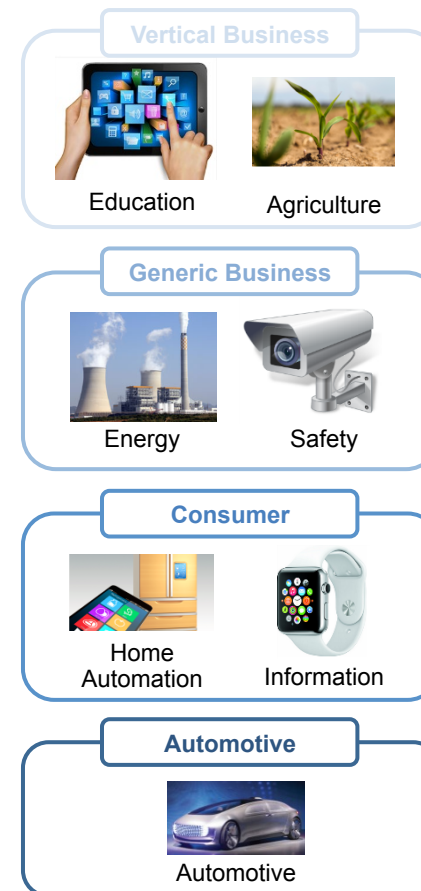 Vertical Business
Education
Agriculture
Generic Business
Energy
Safety
Consumer
Home
Automation
Information
Automotive
Automotive